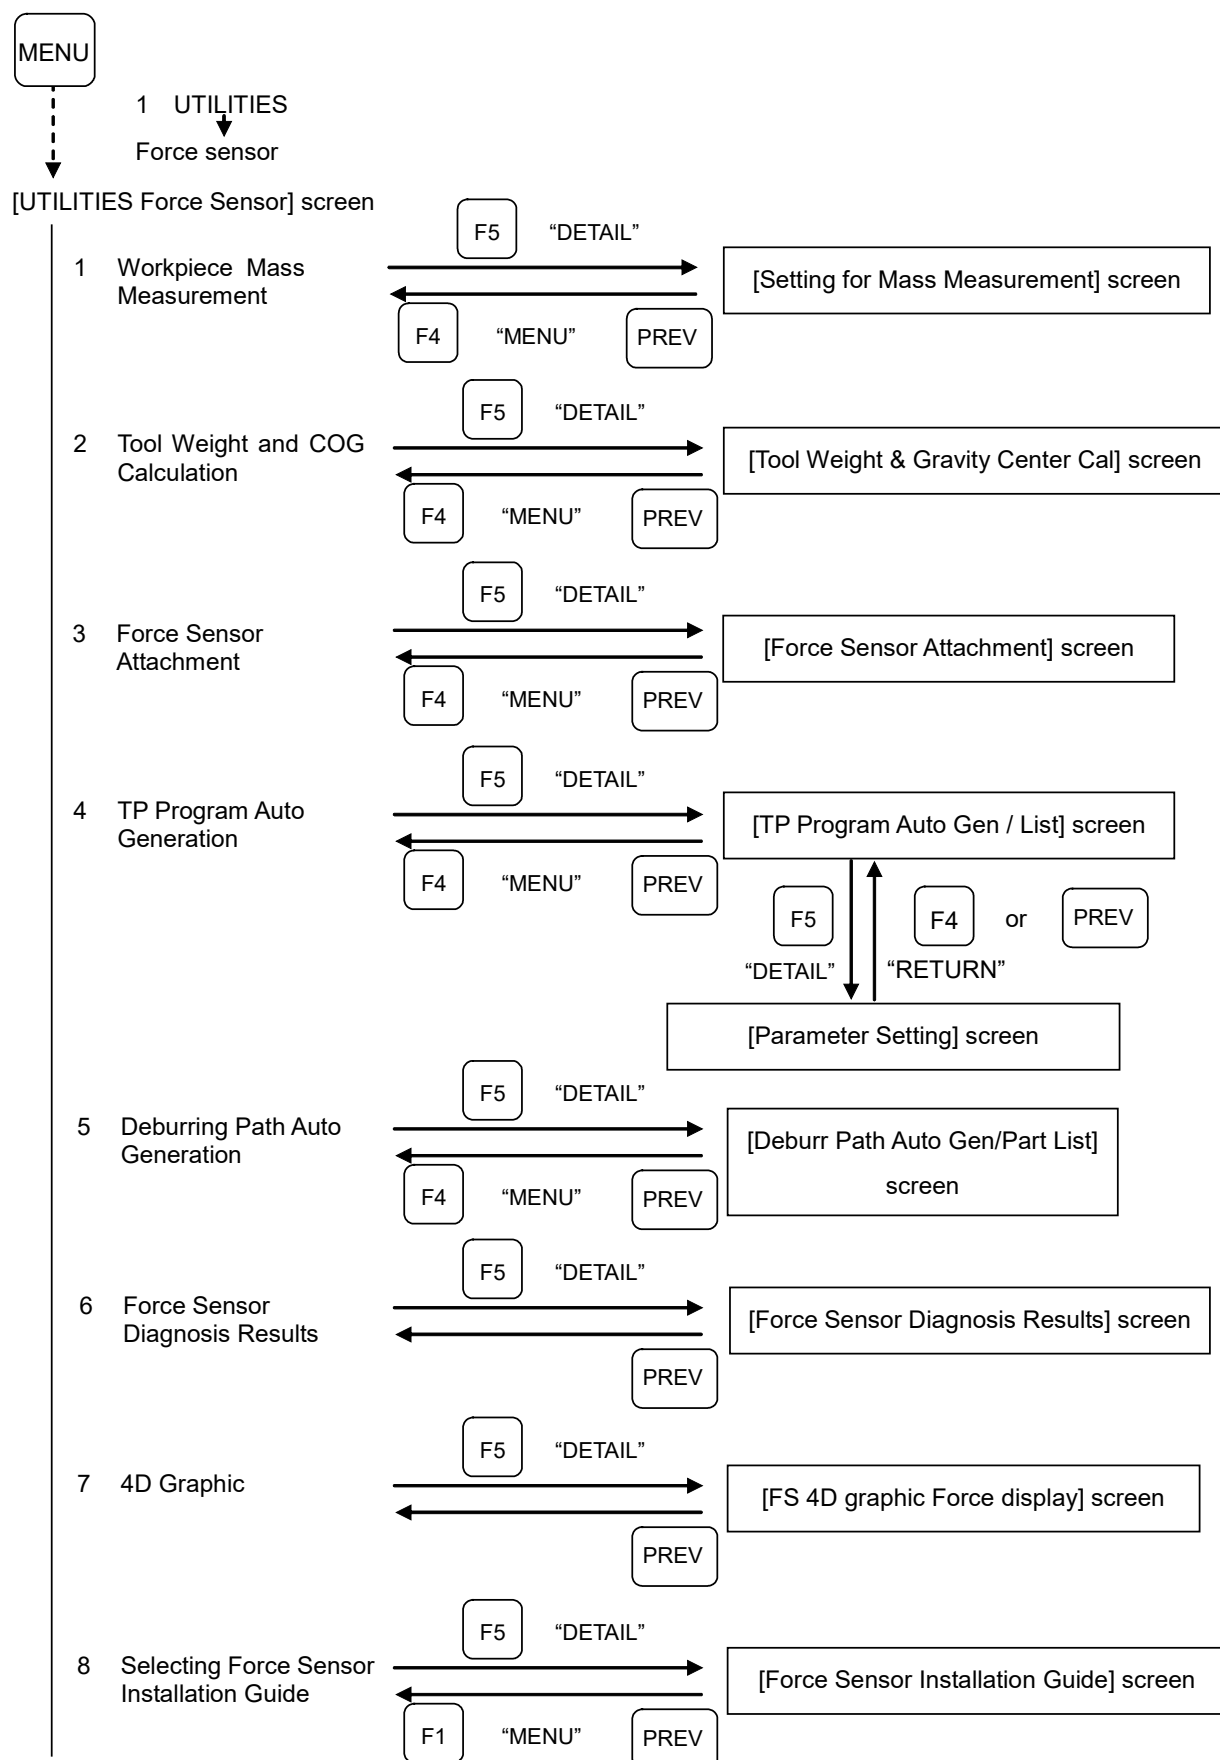 MENU
1 UTILITIES
Force sensor
[UTILITIES Force Sensor] screen
F5 “DETAIL”
1 Workpiece Mass
Measurement
[Setting for Mass Measurement] screen
F4 “MENU” PREV
F5 “DETAIL”
2 Tool Weight and COG
Calculation
[Tool Weight & Gravity Center Cal] screen
F4 “MENU” PREV
F5 “DETAIL”
3 Force Sensor
Attachment
[Force Sensor Attachment] screen
F4 “MENU” PREV
F5 “DETAIL”
4 TP Program Auto
Generation
[TP Program Auto Gen / List] screen
F4 “MENU” PREV
F5 F4 or PREV
“DETAIL” “RETURN”
[Parameter Setting] screen
F5 “DETAIL”
5 Deburring Path Auto
Generation
[Deburr Path Auto Gen/Part List]
screen
F4 “MENU” PREV
F5 “DETAIL”
6 Force Sensor
Diagnosis Results
[Force Sensor Diagnosis Results] screen
PREV
F5 “DETAIL”
7 4D Graphic
[FS 4D graphic Force display] screen
PREV
F5 “DETAIL”
8 Selecting Force Sensor
Installation Guide
[Force Sensor Installation Guide] screen
F1 “MENU” PREV